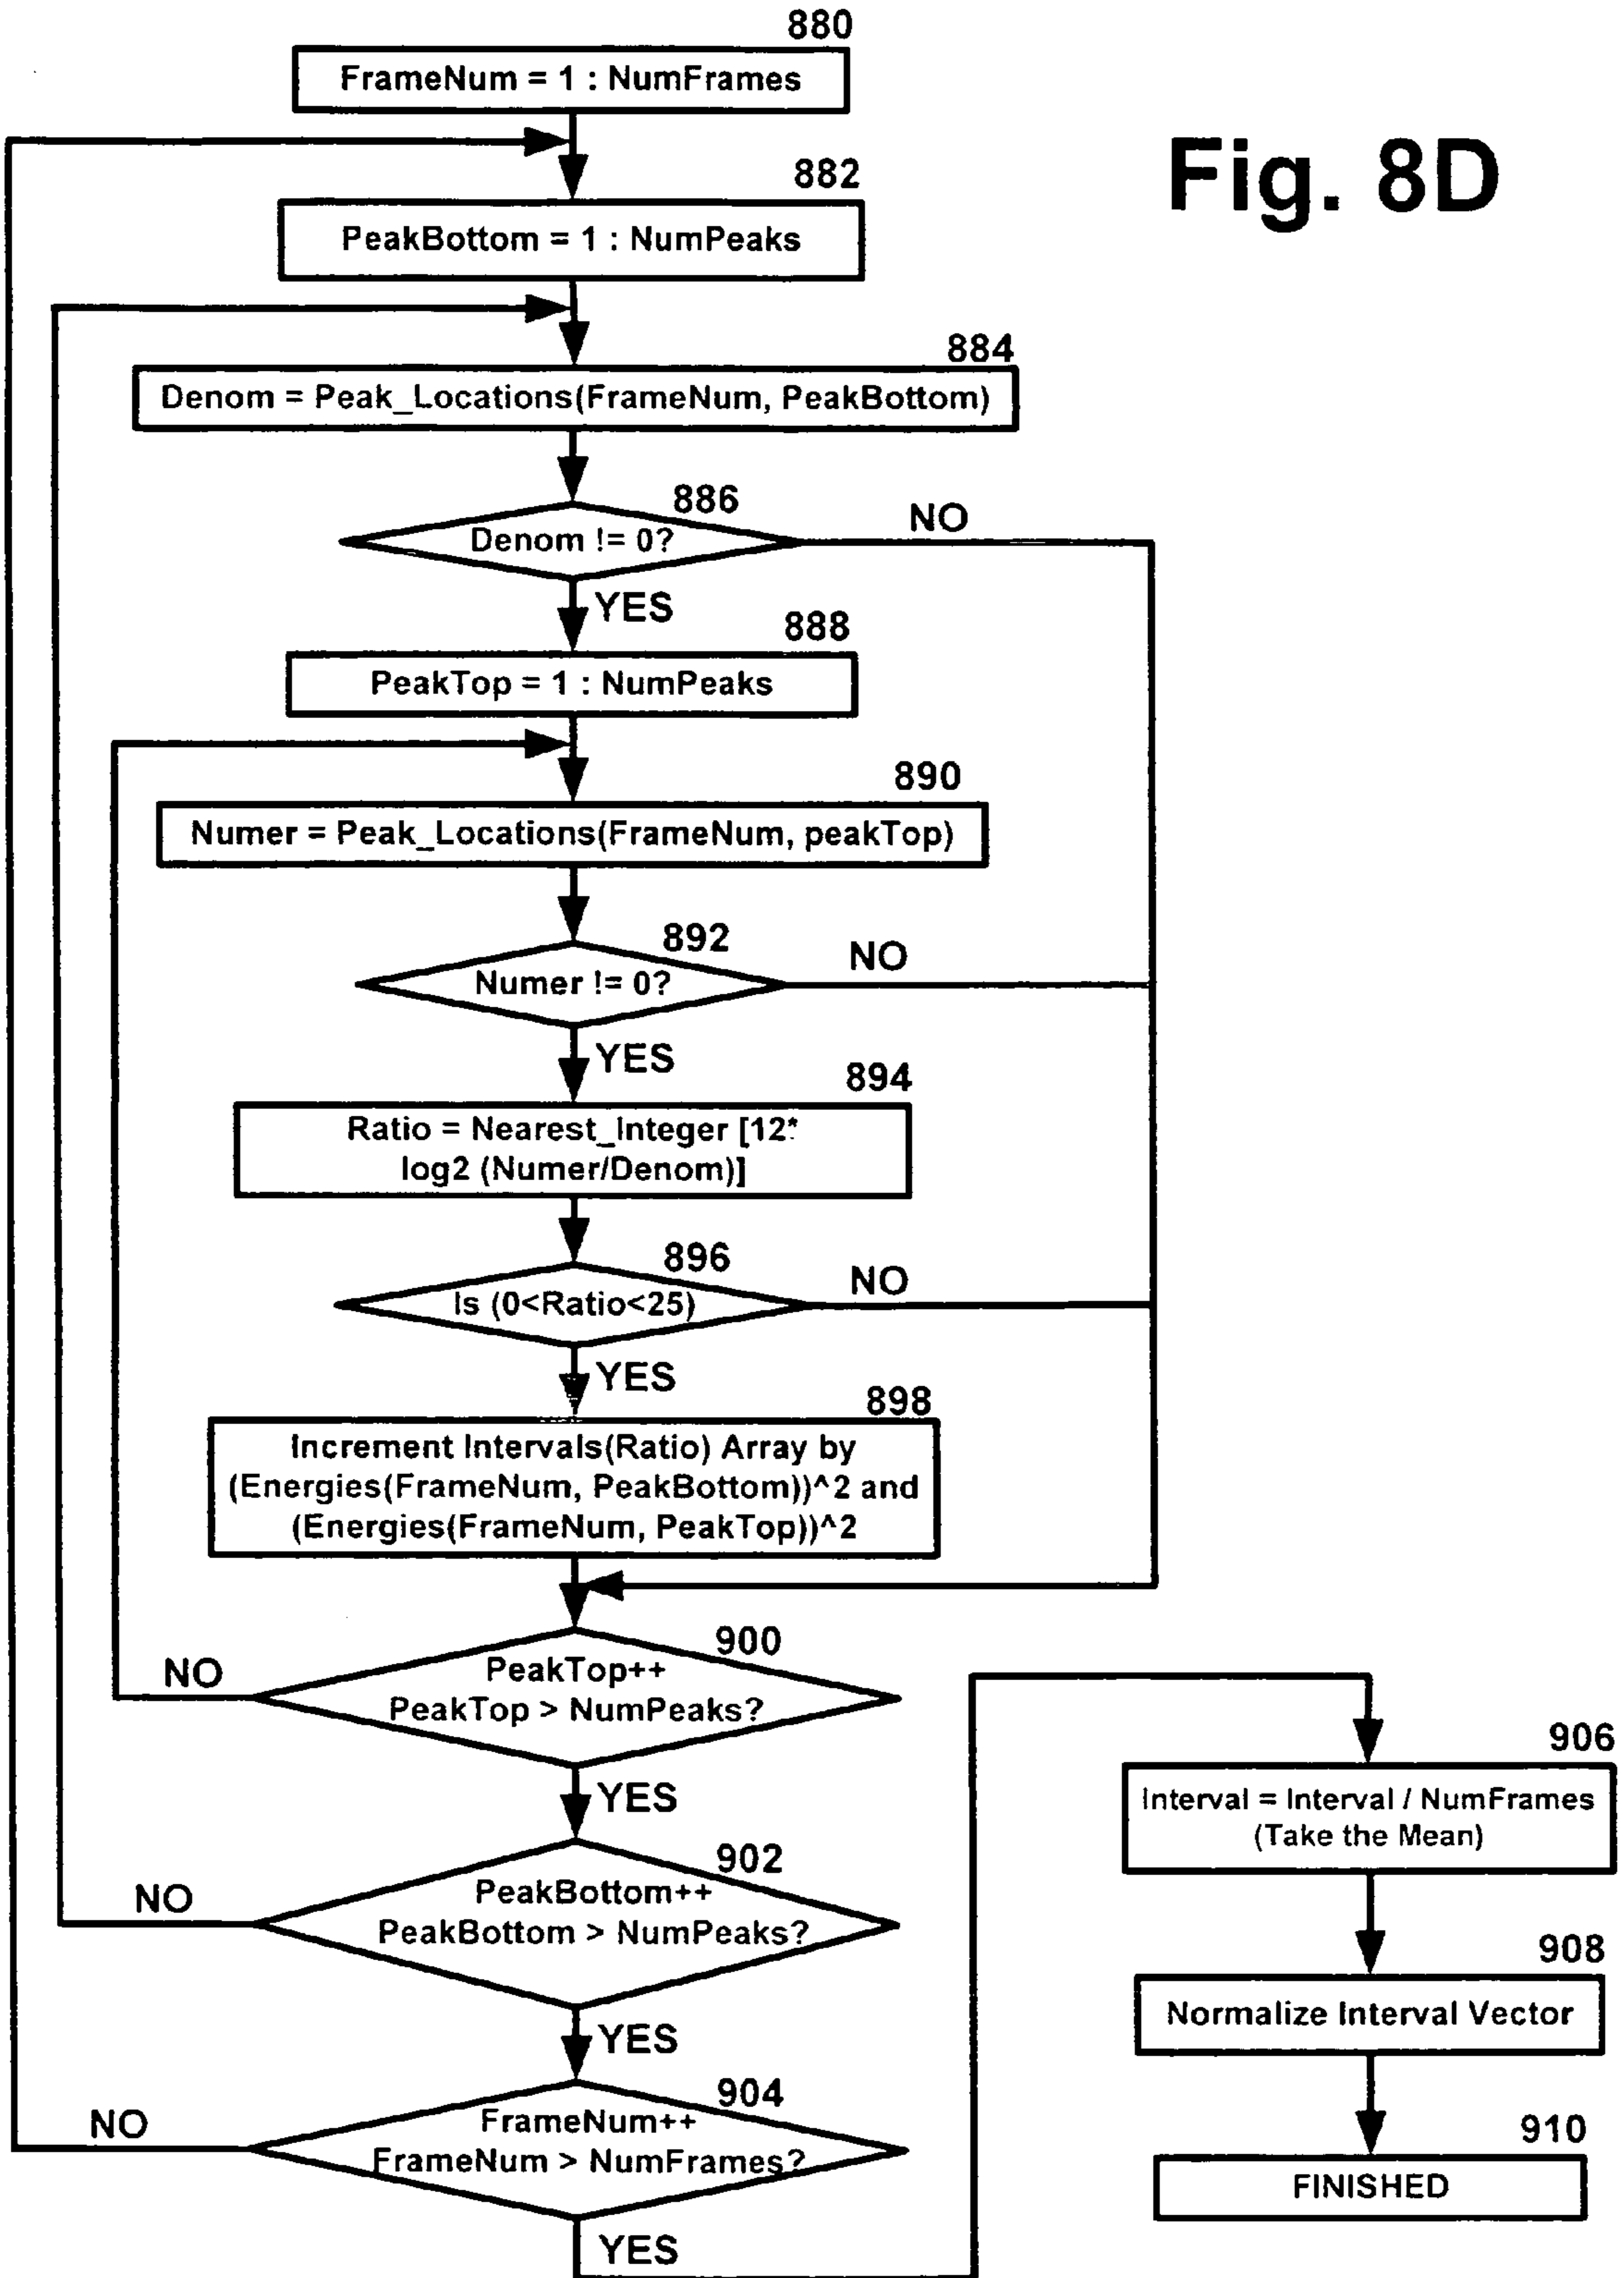 880
FrameNum = 1 : NumFrames
Fig. 8D
882
PeakBottom = 1 : NumPeaks
884
Denom = Peak_Locations(FrameNum, PeakBottom)
886
NO
Denom != 0?
YES
888
PeakTop = 1 : NumPeaks
890
Numer = Peak_Locations(FrameNum, peakTop)
892
NO
Numer != 0?
YES
894
Ratio = Nearest_Integer [12*
log2 (Numer/Denom)]
896
NO
Is (0<Ratio<25)
YES
898
Increment Intervals(Ratio) Array by
(Energies(FrameNum, PeakBottom))^2 and
(Energies(FrameNum, PeakTop))^2
900
NO
PeakTop++
PeakTop > NumPeaks?
YES
902
NO
PeakBottom++
PeakBottom > NumPeaks?
YES
904
NO
FrameNum++
FrameNum > NumFrames?
YES
906
Interval = Interval / NumFrames
(Take the Mean)
908
Normalize Interval Vector
910
FINISHED